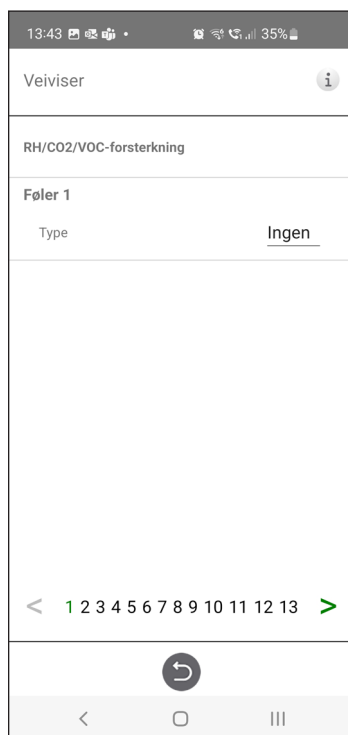 13:43 35%
Veiviser i
RH/CO2/VOC-forsterkning
Føler 1
Type Ingen
< 1 2 3 4 5 6 7 8 9 10 11 12 13 >